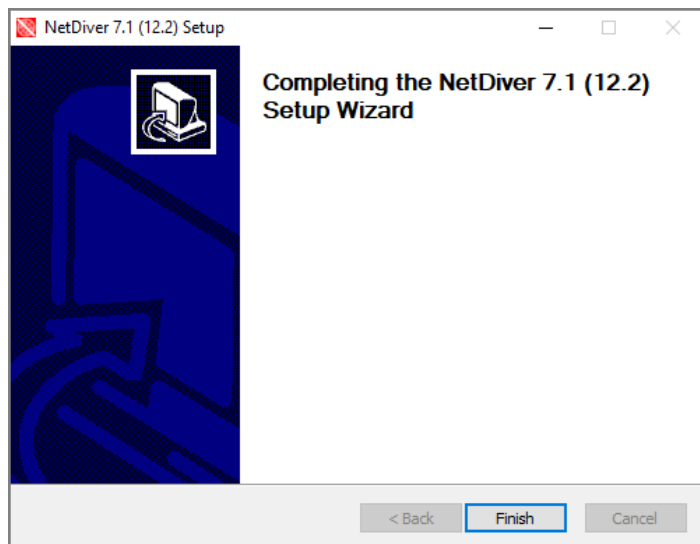 NetDiver 7.1 (12.2) Setup
Completing the NetDiver 7.1 (12.2)
Setup Wizard
< Back Finish Cancel